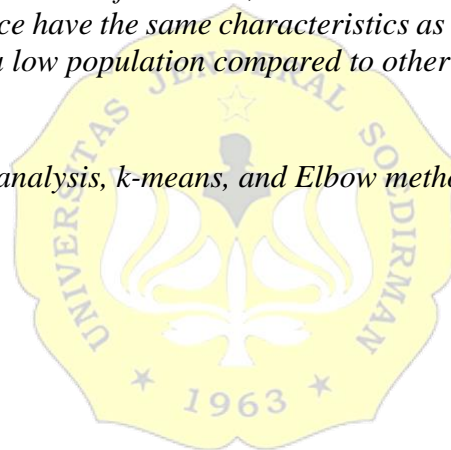 ce have the same characteristics as
low population compared to other
analysis, k-means, and Elbow
UNIVERSITAS JENDERAL SOEDIRMAN
1963